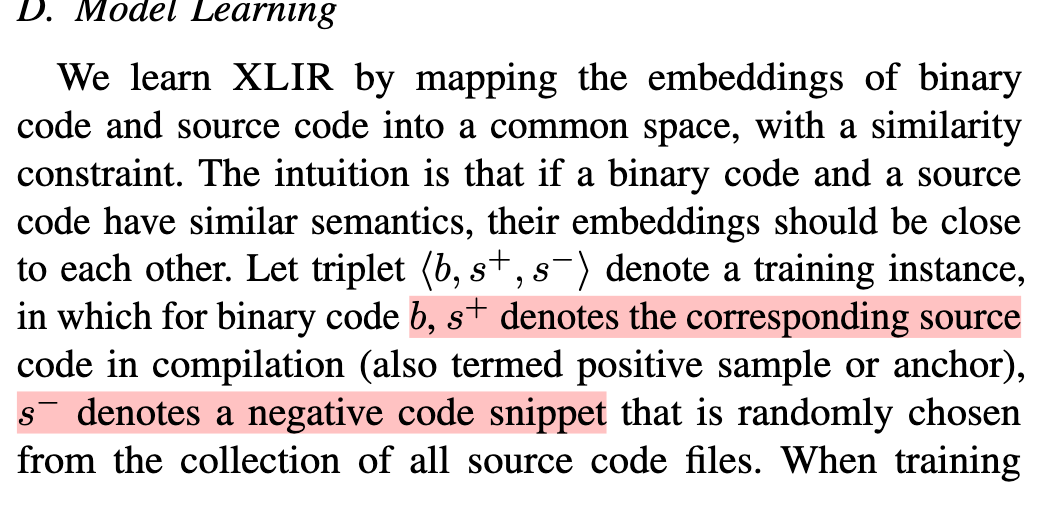 D. Model Learning
We learn XLIR by mapping the embeddings of binary
code and source code into a common space, with a similarity
constraint. The intuition is that if a binary code and a source
code have similar semantics, their embeddings should be close
to each other. Let triplet ⟨b, s⁺, s⁻⟩ denote a training instance,
in which for binary code b, s⁺ denotes the corresponding source
code in compilation (also termed positive sample or anchor),
s⁻ denotes a negative code snippet that is randomly chosen
from the collection of all source code files. When training